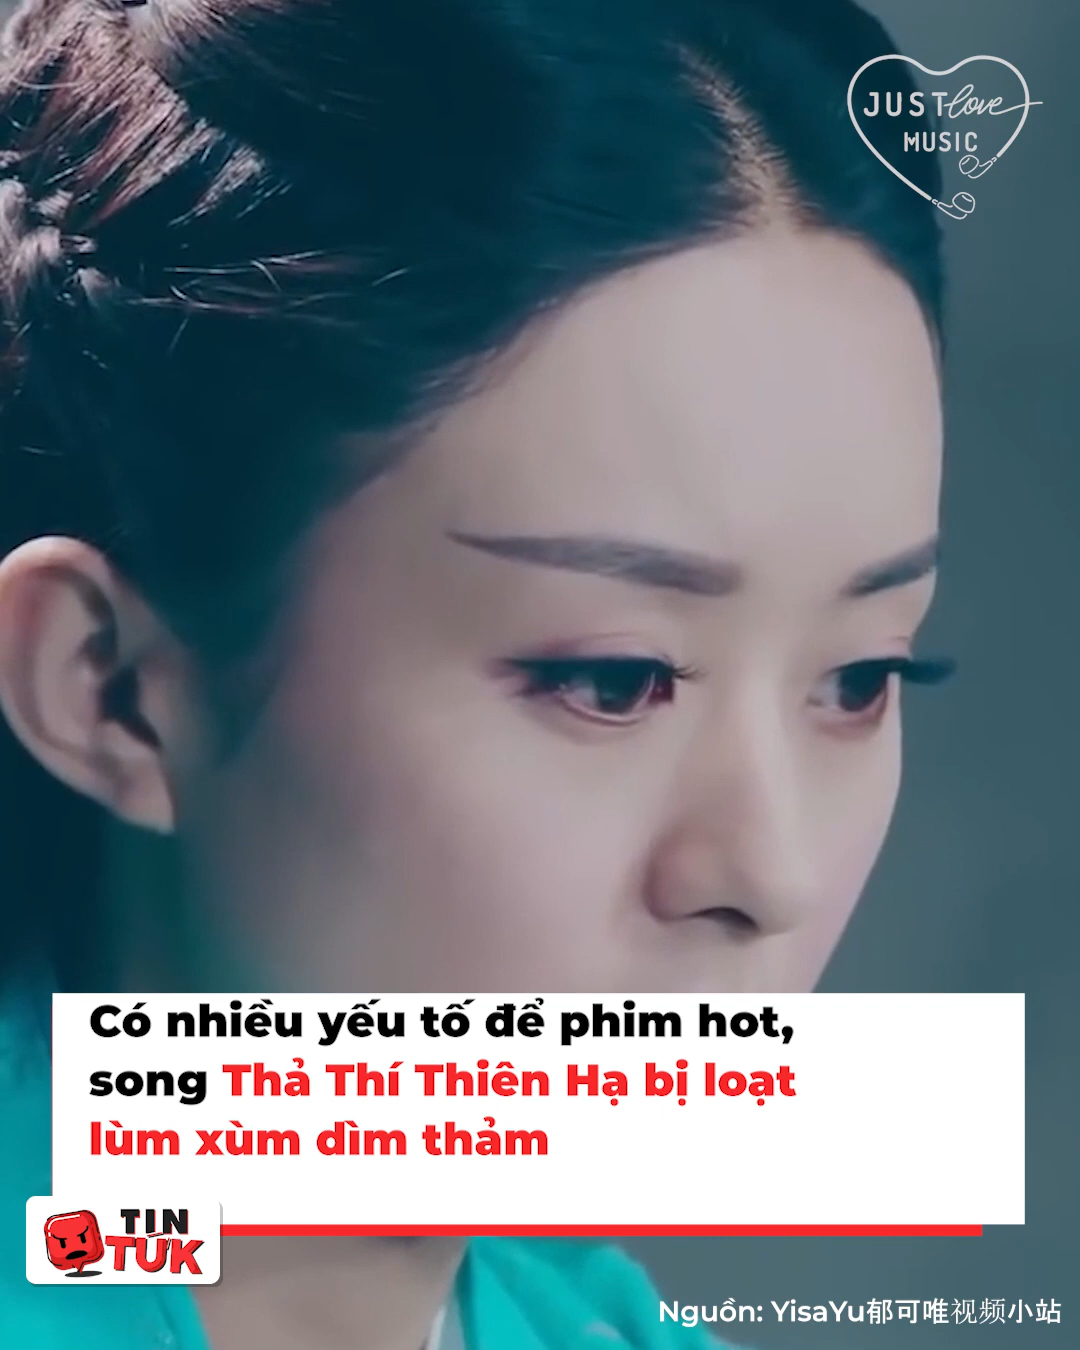 JUST love
MUSIC
Có nhiều yếu tố để phim hot,
song Thả Thí Thiên Hạ bị loạt
lùm xùm dìm thảm
TIN
TỨK
Nguồn: YisaYu郁可唯视频小站